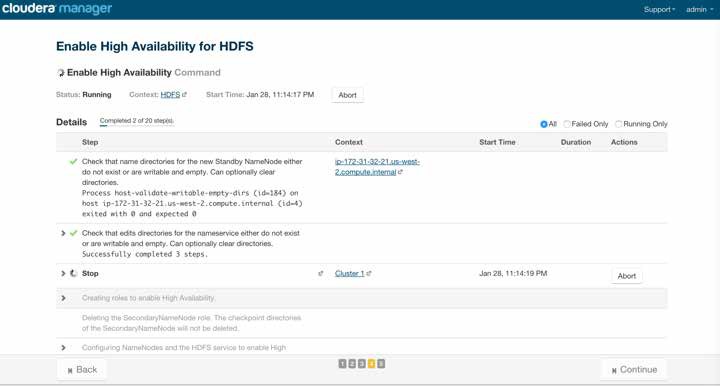 cloudera manager Support admin
Enable High Availability for HDFS
Enable High Availability Command
Status: Running Context: HDFS Start Time: Jan 28, 11:14:17 PM Abort
Details Completed 2 of 20 step(s). All Failed Only Running Only
Step Context Start Time Duration Actions
Check that name directories for the new Standby NameNode either ip-172-31-32-21.us-west-
do not exist or are writable and empty. Can optionally clear 2.compute.internal
directories.
Process host-validate-writable-empty-dirs (id=184) on
host ip-172-31-32-21.us-west-2.compute.internal (id=4)
exited with 0 and expected 0
Check that edits directories for the nameservice either do not exist
or are writable and empty. Can optionally clear directories.
Successfully completed 3 steps.
Stop Cluster 1 Jan 28, 11:14:19 PM Abort
Creating roles to enable High Availability.
Deleting the SecondaryNameNode role. The checkpoint directories
of the SecondaryNameNode will not be deleted.
Configuring NameNodes and the HDFS service to enable High
Back 1 2 3 4 5 Continue